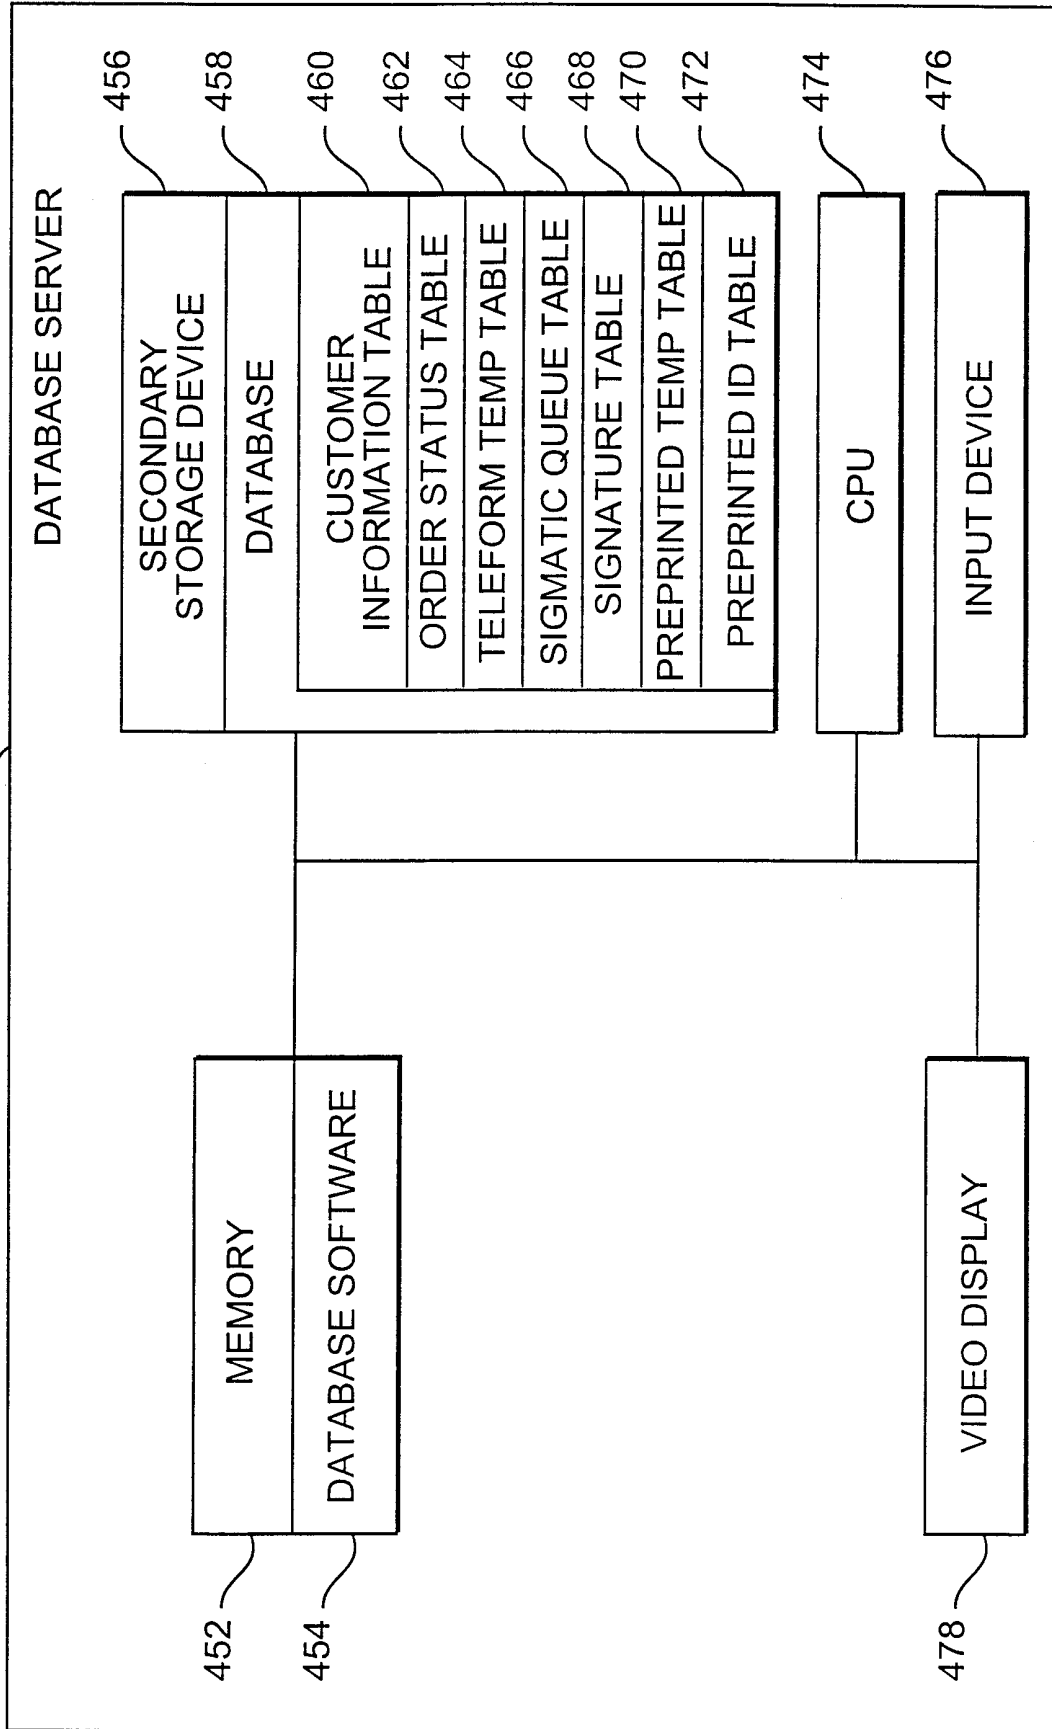 DATABASE SERVER
MEMORY
DATABASE SOFTWARE
452
454
SECONDARY
STORAGE DEVICE
DATABASE
CUSTOMER
INFORMATION TABLE
ORDER STATUS TABLE
TELEFORM TEMP TABLE
SIGMATIC QUEUE TABLE
SIGNATURE TABLE
PREPRINTED TEMP TABLE
PREPRINTED ID TABLE
456
458
460
462
464
466
468
470
472
CPU
474
VIDEO DISPLAY
478
INPUT DEVICE
476